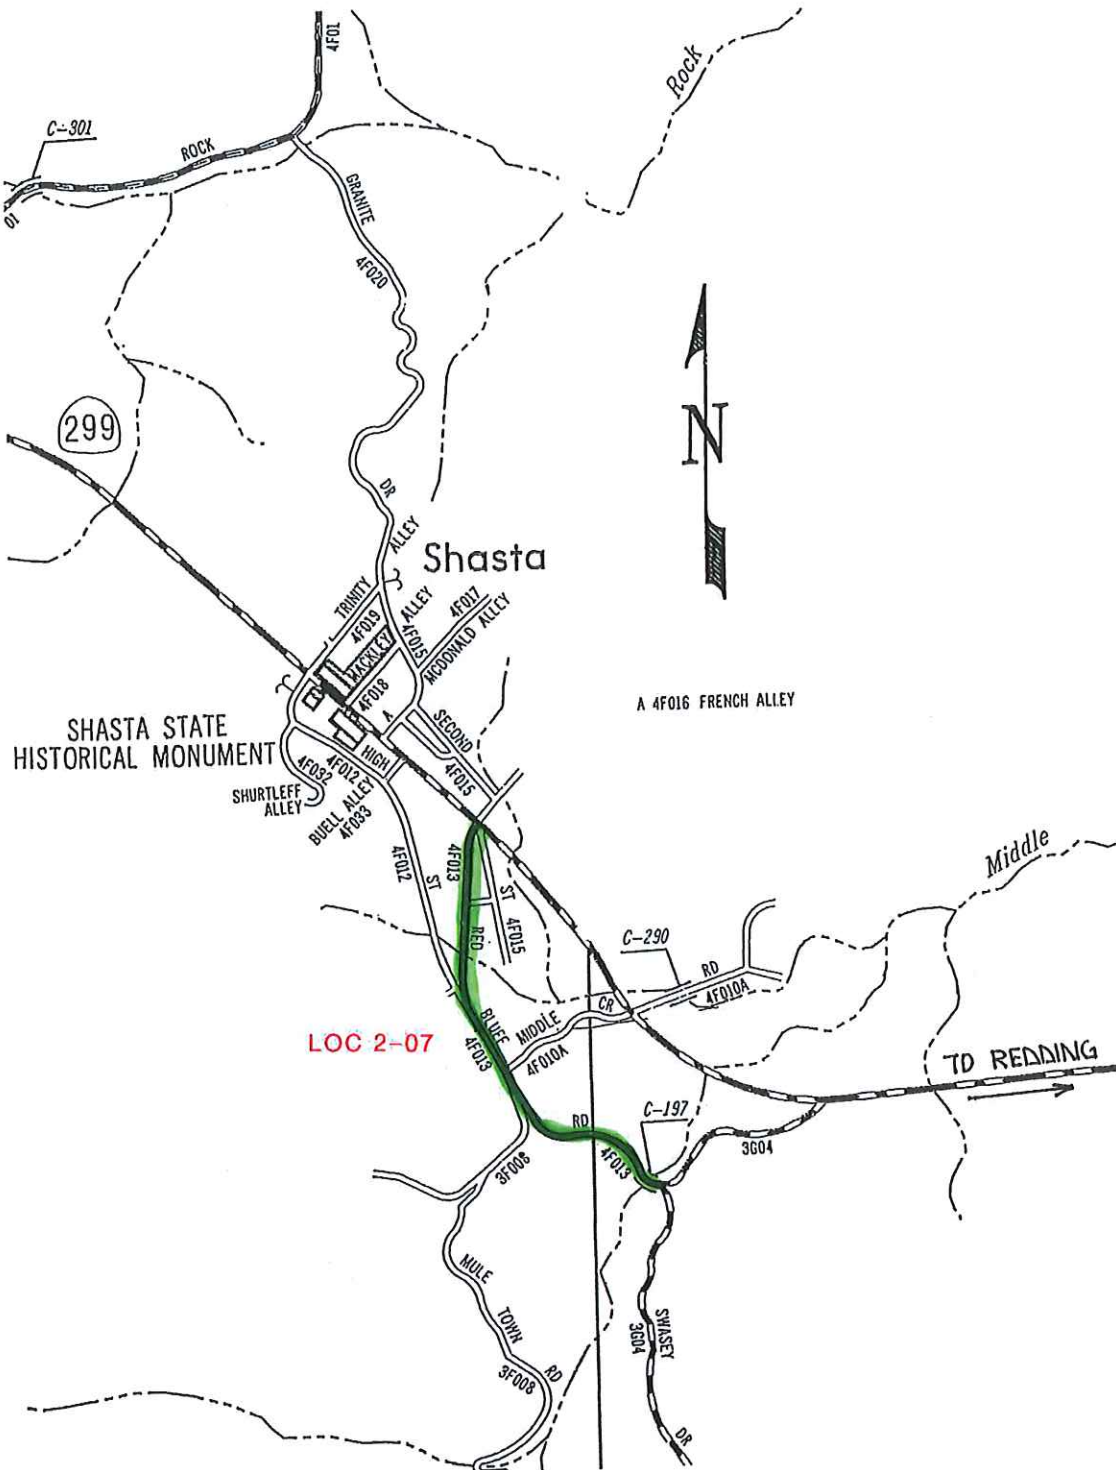 4F01
Rock
C-301
ROCK
01
GRANITE
4F020
299
N
DR
ALLEY
Shasta
TRINITY
4F019
HACKLEY
ALLEY
4F015
4F017
MCDONALD ALLEY
4F018
A
A 4F016 FRENCH ALLEY
SHASTA STATE
HISTORICAL MONUMENT
SECOND
4F015
HIGH
4F012
4F032
SHURTLEFF
ALLEY
BUELL ALLEY
4F033
4F012
ST
4F013
RED
ST
4F015
Middle
C-290
RD
4F010A
LOC 2-07
BLUFF
4F013
MIDDLE
CR
4F010A
TO REDDING
RD
4F013
C-197
3G04
3F008
MULE
TOWN
RD
3F008
SWASEY
3G04
DR